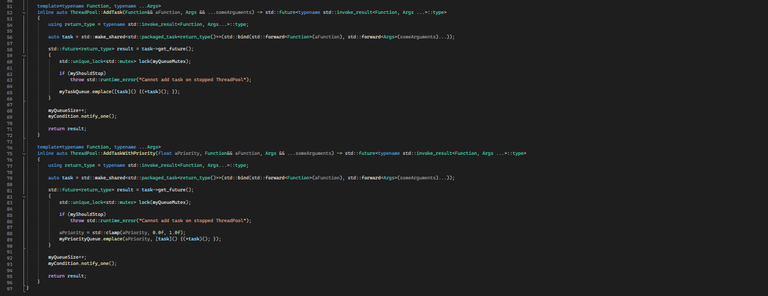 51 template<typename Function, typename ...Args>
52 inline auto ThreadPool::AddTask(Function&& aFunction, Args && ...someArguments) -> std::future<typename std::invoke_result<Function, Args ...>::type>
53 {
54 using return_type = typename std::invoke_result<Function, Args...>::type;
55
56 auto task = std::make_shared<std::packaged_task<return_type()>>(std::bind(std::forward<Function>(aFunction), std::forward<Args>(someArguments)...));
57
58 std::future<return_type> result = task->get_future();
59 {
60 std::unique_lock<std::mutex> lock(myQueueMutex);
61
62 if (myShouldStop)
63 throw std::runtime_error("Cannot add task on stopped ThreadPool");
64
65 myTaskQueue.emplace([task]() {(*task)(); });
66 }
67
68 myQueueSize++;
69 myCondition.notify_one();
70
71 return result;
72 }
73
74 template<typename Function, typename ...Args>
75 inline auto ThreadPool::AddTaskWithPriority(float aPriority, Function&& aFunction, Args && ...someArguments) -> std::future<typename std::invoke_result<Function, Args ...>::type>
76 {
77 using return_type = typename std::invoke_result<Function, Args...>::type;
78
79 auto task = std::make_shared<std::packaged_task<return_type()>>(std::bind(std::forward<Function>(aFunction), std::forward<Args>(someArguments)...));
80
81 std::future<return_type> result = task->get_future();
82 {
83 std::unique_lock<std::mutex> lock(myQueueMutex);
84
85 if (myShouldStop)
86 throw std::runtime_error("Cannot add task on stopped ThreadPool");
87
88 aPriority = std::clamp(aPriority, 0.0f, 1.0f);
89 myPriorityQueue.emplace(aPriority, [task]() {(*task)(); });
90 }
91
92 myQueueSize++;
93 myCondition.notify_one();
94
95 return result;
96 }
97 }